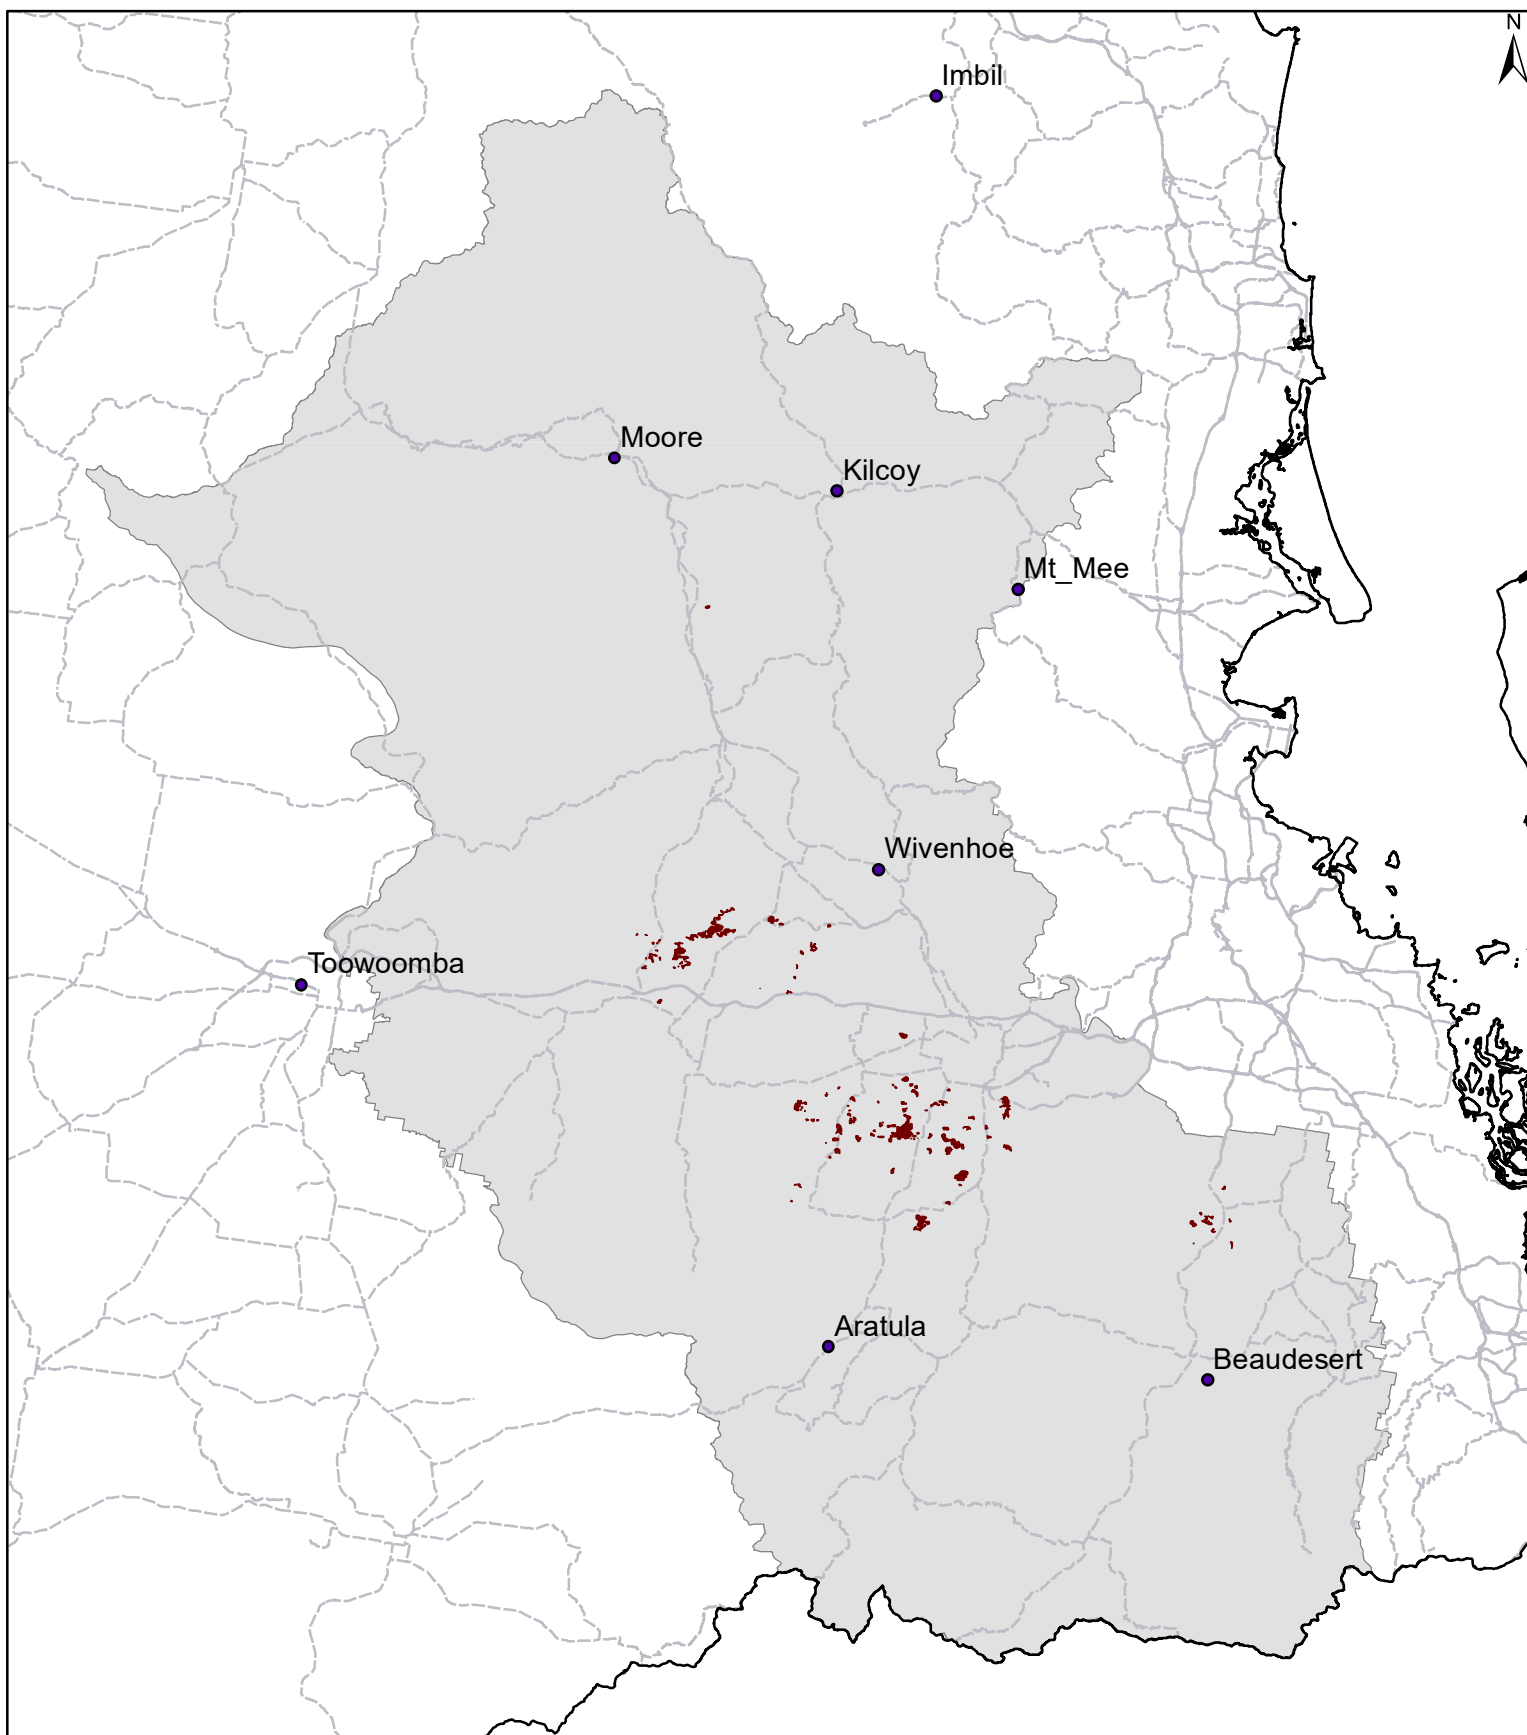 N
Imbil
Moore
Kilcoy
Mt_Mee
Wivenhoe
Toowoomba
Aratula
Beaudesert